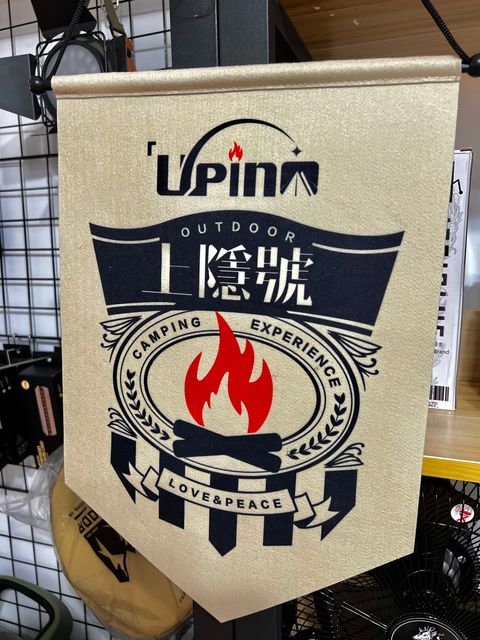 Upino
OUTDOOR
上隱號
CAMPING EXPERIENCE
LOVE&PEACE